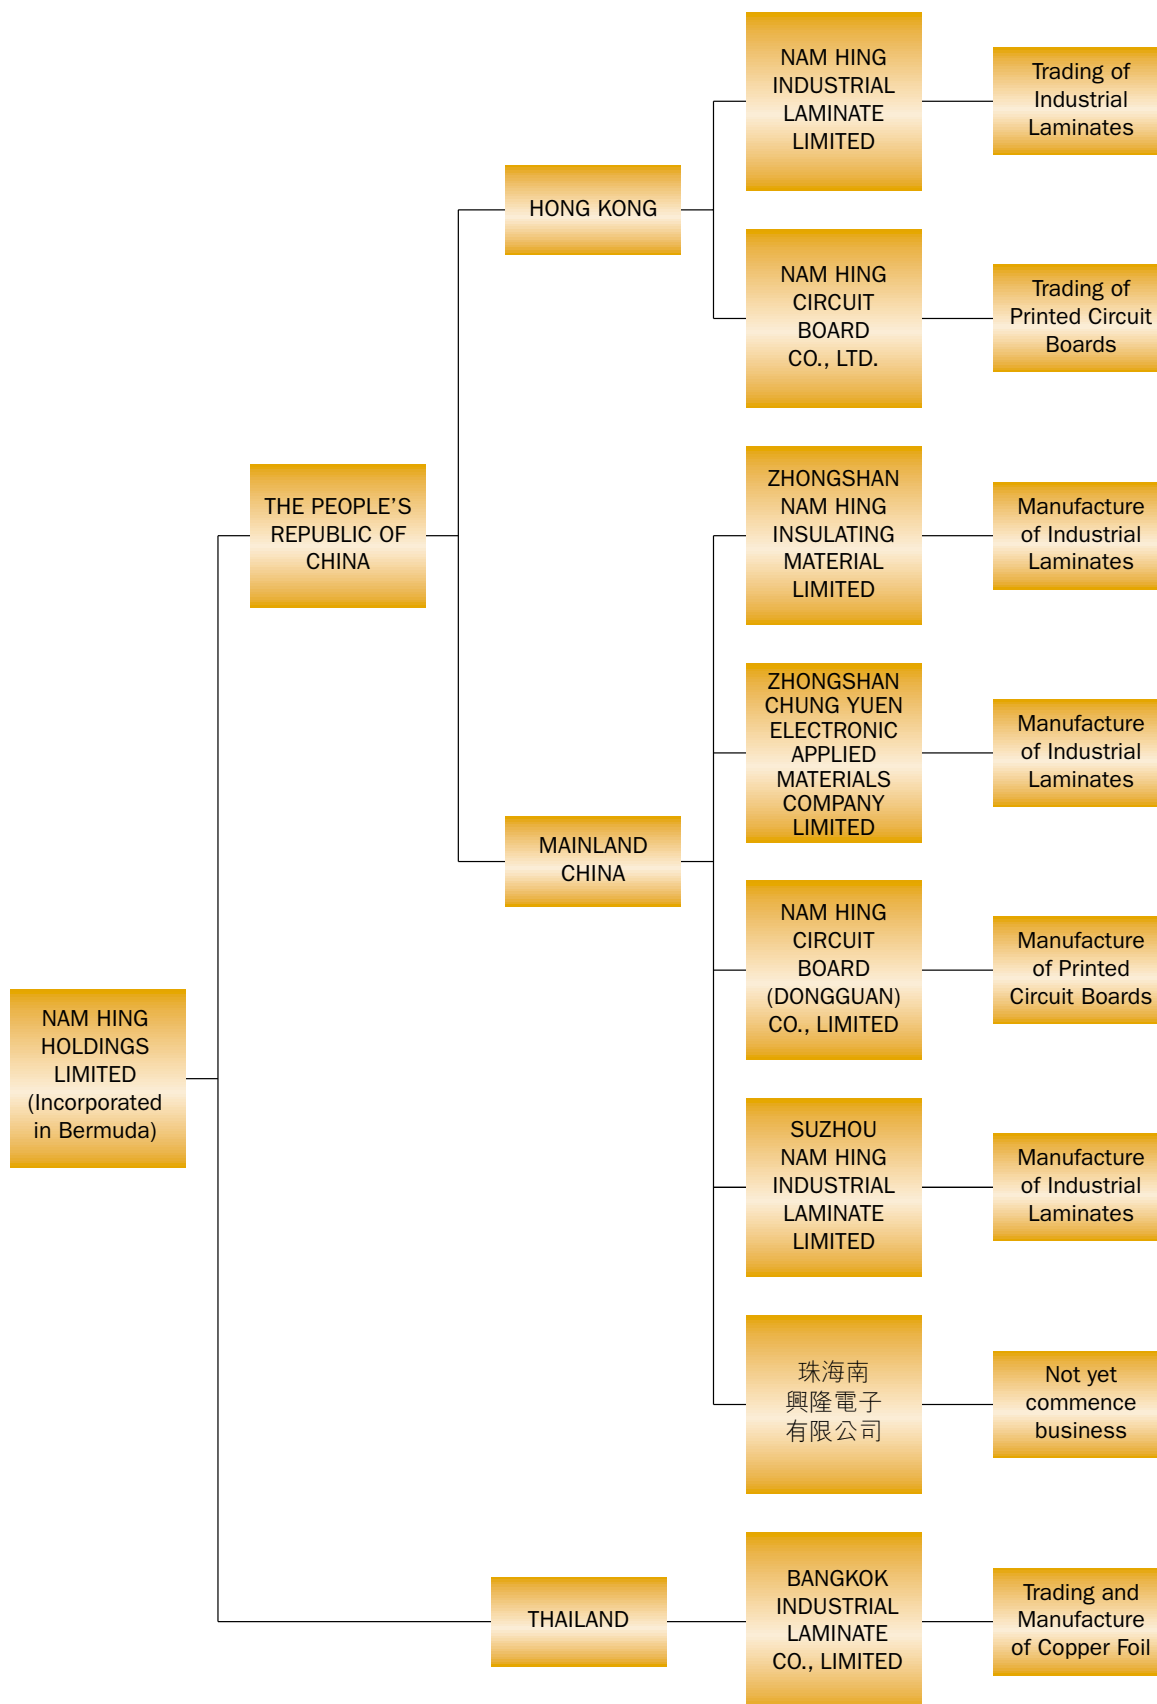 NAM HING
INDUSTRIAL
LAMINATE
LIMITED
Trading of
Industrial
Laminates
HONG KONG
NAM HING
CIRCUIT
BOARD
CO., LTD.
Trading of
Printed Circuit
Boards
THE PEOPLE’S
REPUBLIC OF
CHINA
ZHONGSHAN
NAM HING
INSULATING
MATERIAL
LIMITED
Manufacture
of Industrial
Laminates
ZHONGSHAN
CHUNG YUEN
ELECTRONIC
APPLIED
MATERIALS
COMPANY
LIMITED
Manufacture
of Industrial
Laminates
MAINLAND
CHINA
NAM HING
CIRCUIT
BOARD
(DONGGUAN)
CO., LIMITED
Manufacture
of Printed
Circuit Boards
NAM HING
HOLDINGS
LIMITED
(Incorporated
in Bermuda)
SUZHOU
NAM HING
INDUSTRIAL
LAMINATE
LIMITED
Manufacture
of Industrial
Laminates
珠海南
興隆電子
有限公司
Not yet
commence
business
THAILAND
BANGKOK
INDUSTRIAL
LAMINATE
CO., LIMITED
Trading and
Manufacture
of Copper Foil